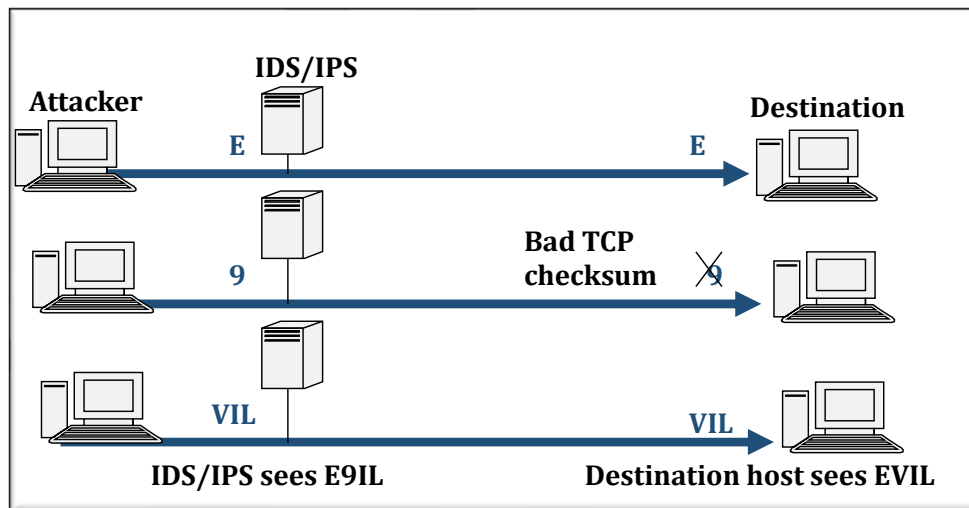 IDS/IPS
Attacker
Destination
E
E
Bad TCP
checksum
9
9
VIL
VIL
IDS/IPS sees E9IL
Destination host sees EVIL